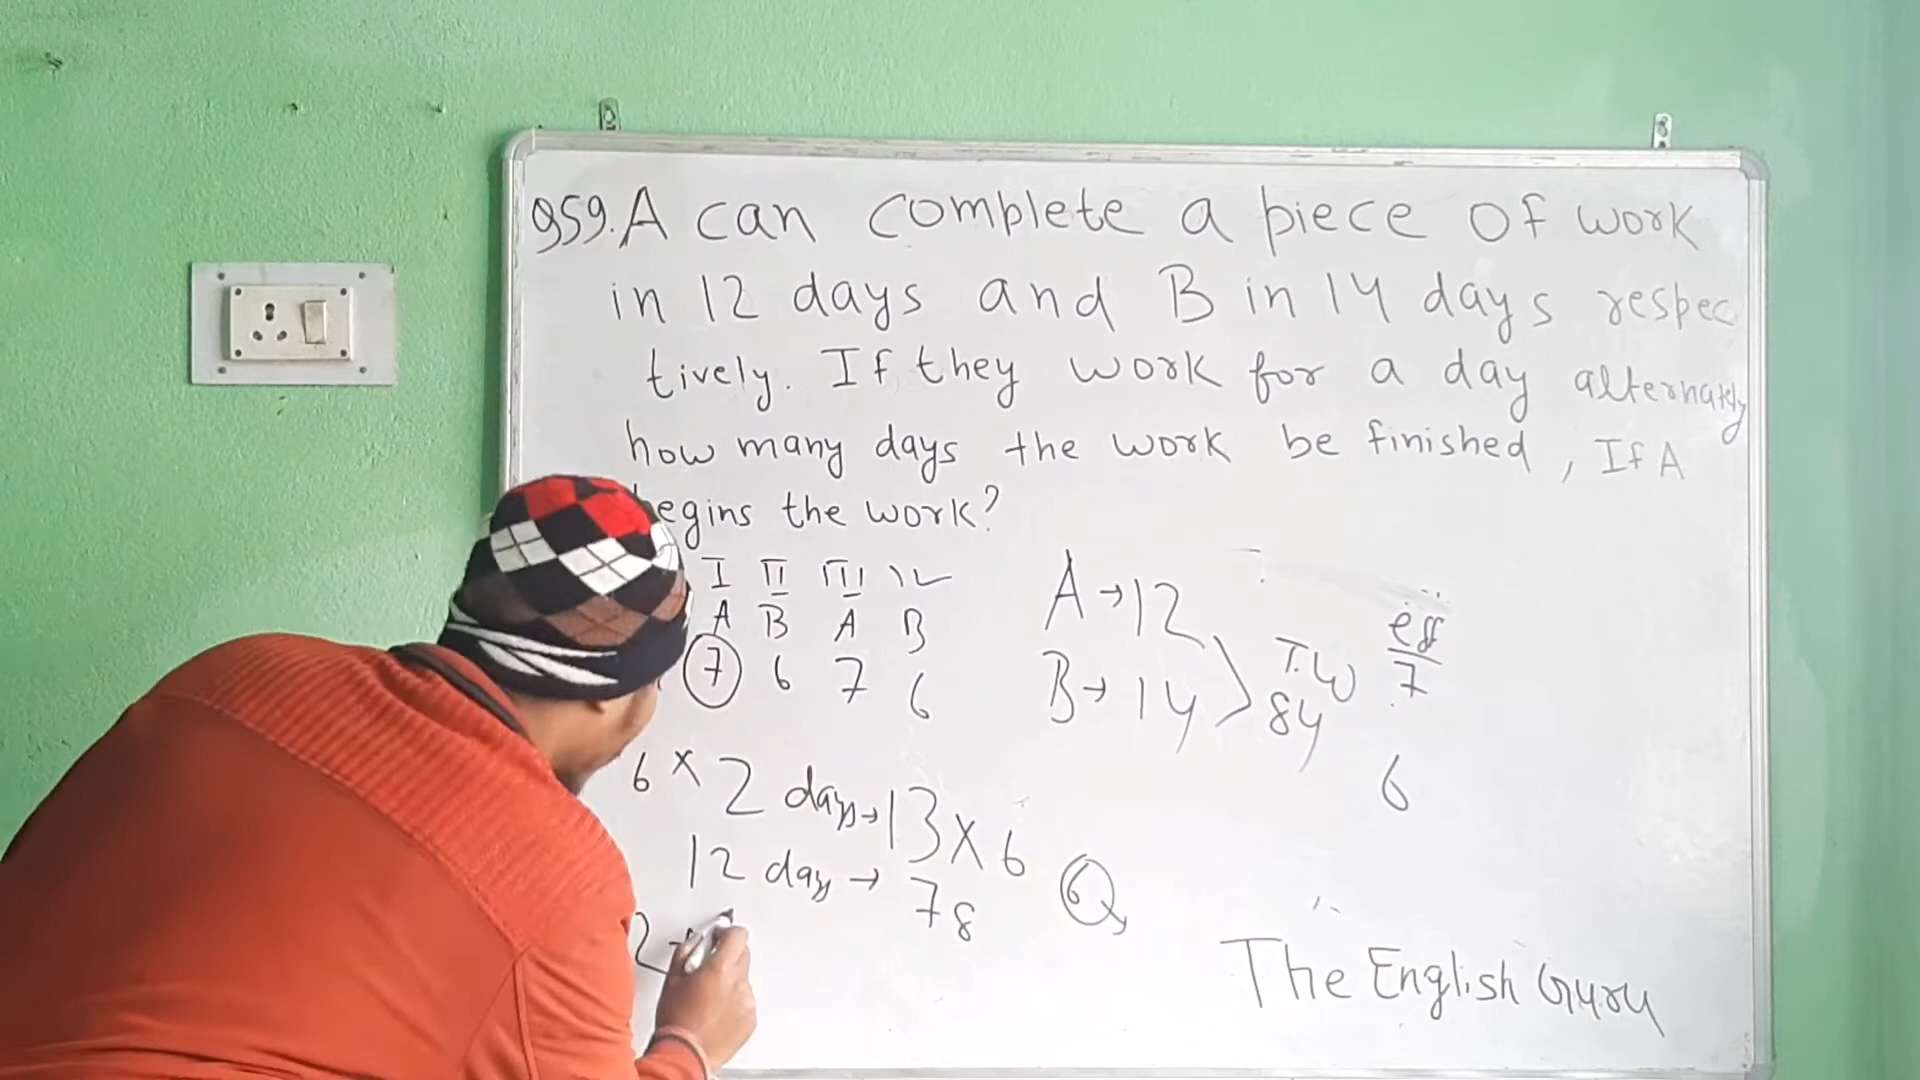 959. A can complete a piece of work
in 12 days and B in 14 days respec
tively. If they work for a day alternately
how many days the work be finished, If A
egins the work?
I II III IV
A B A B
7 6 7 6
A → 12
B → 14
T.W
84
eff
7
6
6 × 2 days → 13 × 6
12 day → 78
6
2+
The English Guru